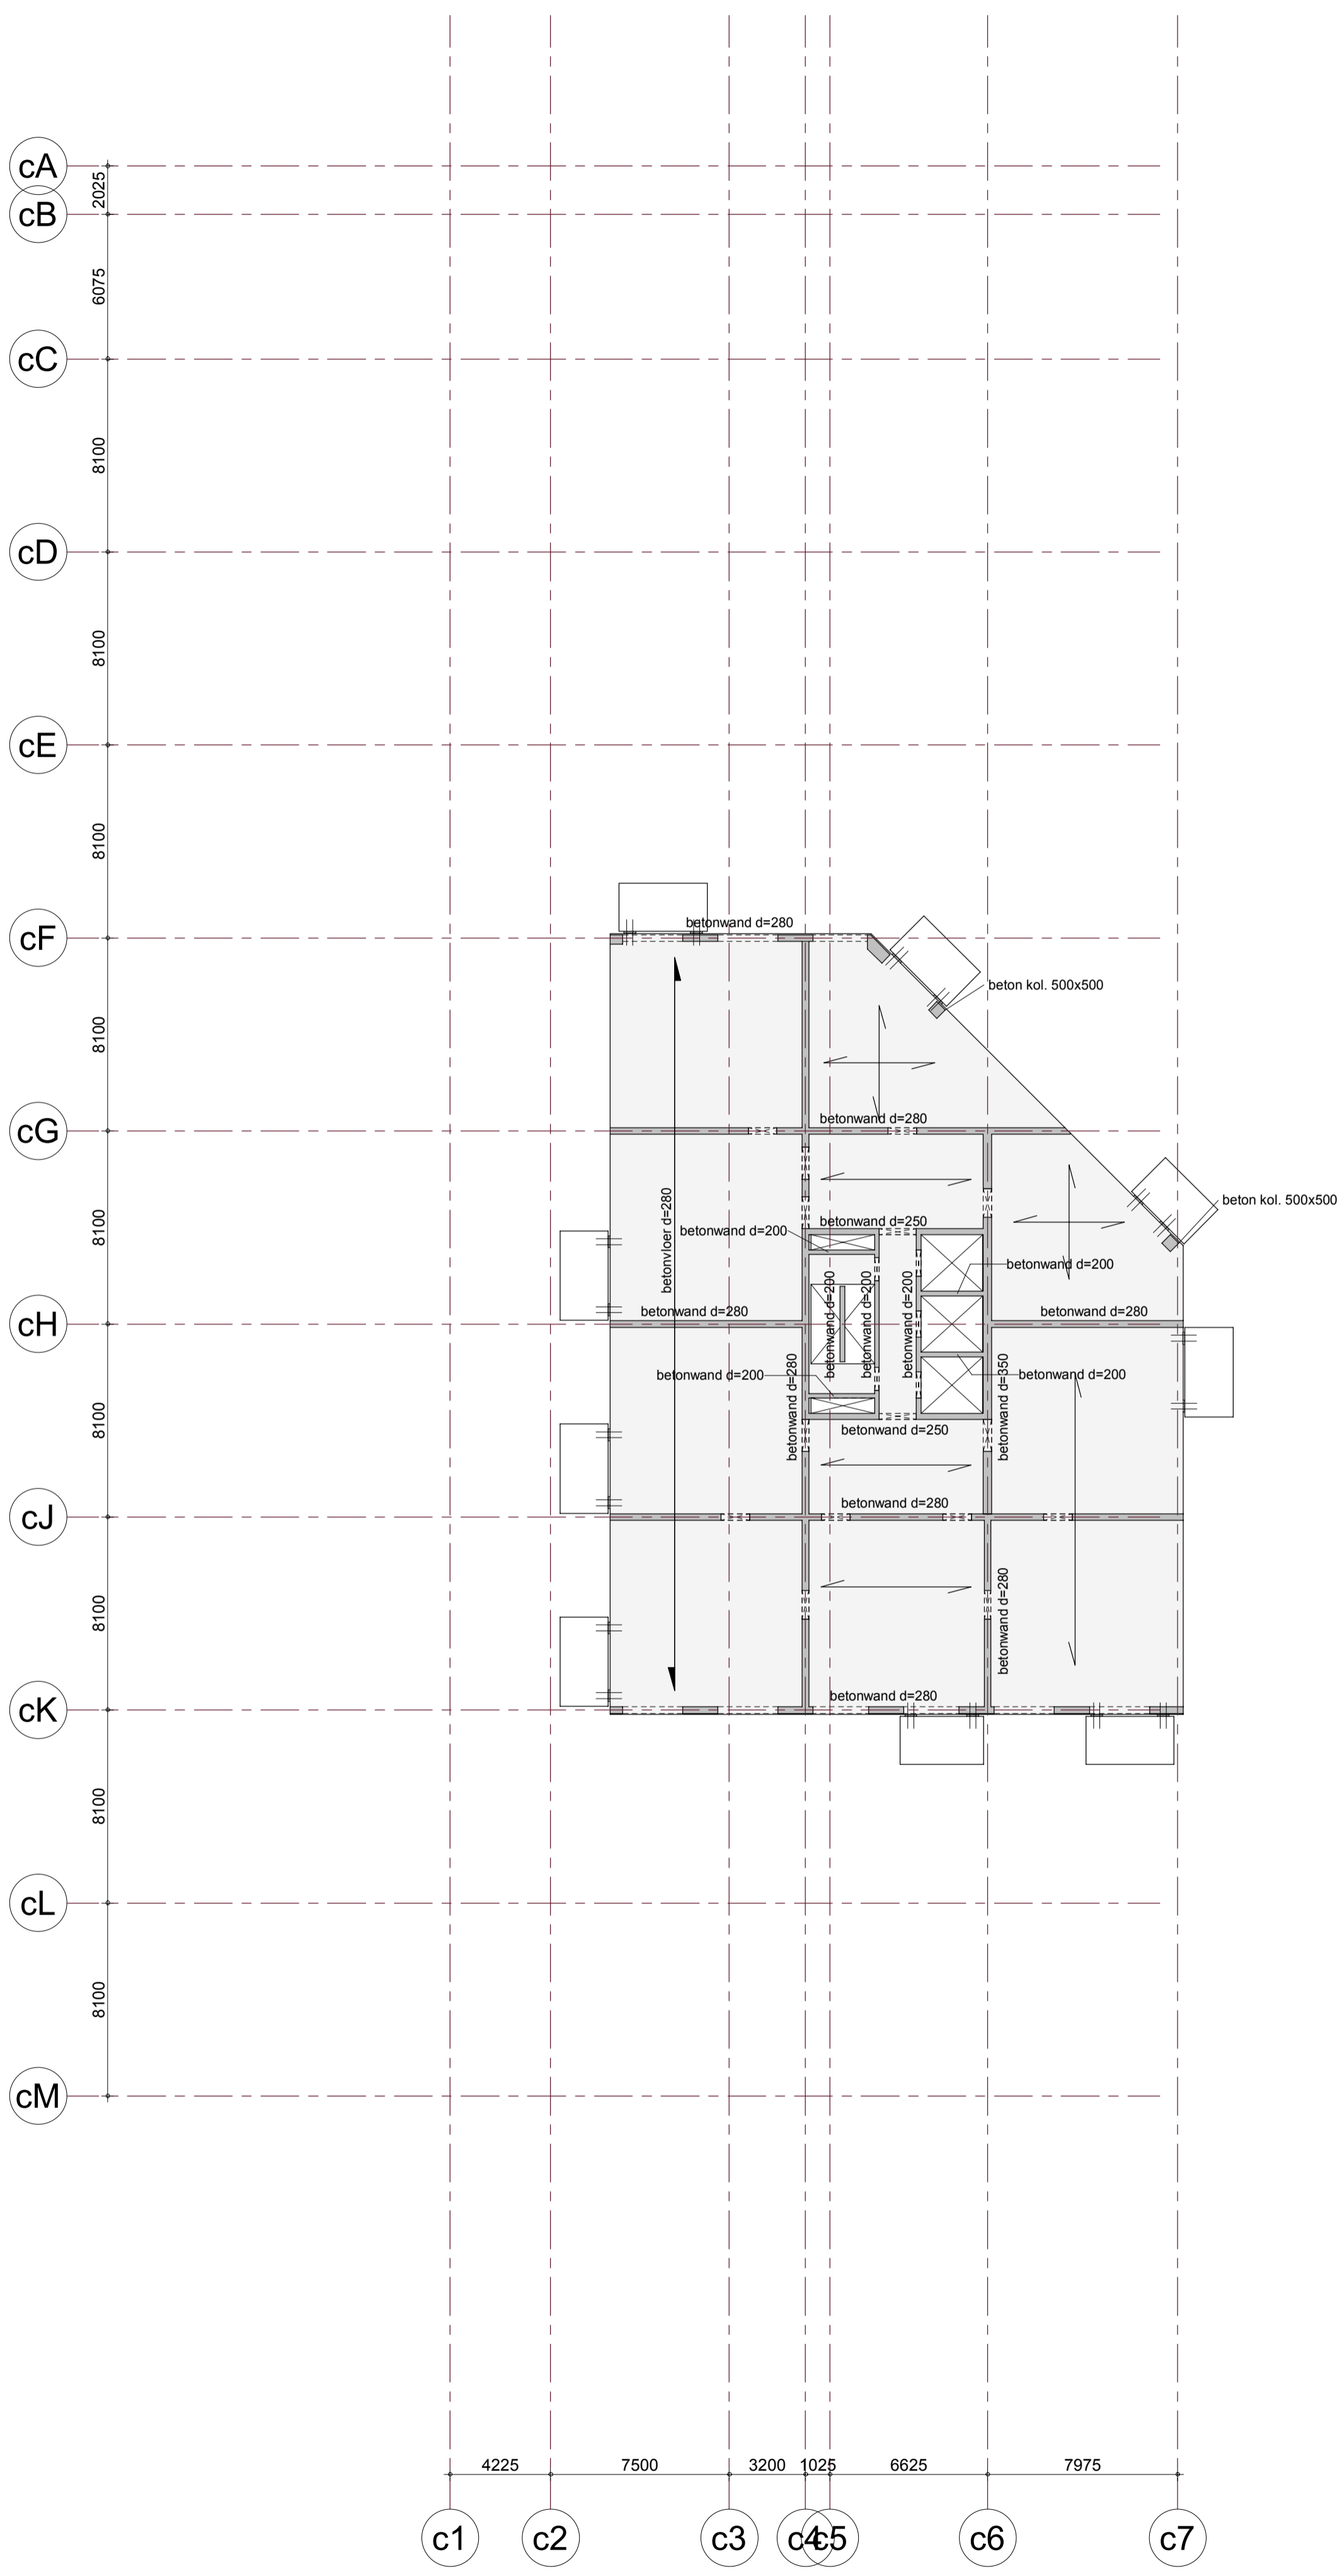 cA
2025
cB
6075
cC
8100
cD
8100
cE
8100
cF
betonwand d=280
beton kol. 500x500
8100
cG
betonwand d=280
8100
betonvloer d=280
betonwand d=250
betonwand d=200
beton kol. 500x500
betonwand d=200
cH
betonwand d=280
betonwand d=200
betonwand d=200
betonwand d=200
betonwand d=280
betonwand d=200
betonwand d=280
betonwand d=350
betonwand d=200
8100
betonwand d=250
cJ
betonwand d=280
8100
betonwand d=280
cK
betonwand d=280
8100
cL
8100
cM
4225
7500
3200
1025
6625
7975
c1
c2
c3
c4
c5
c6
c7